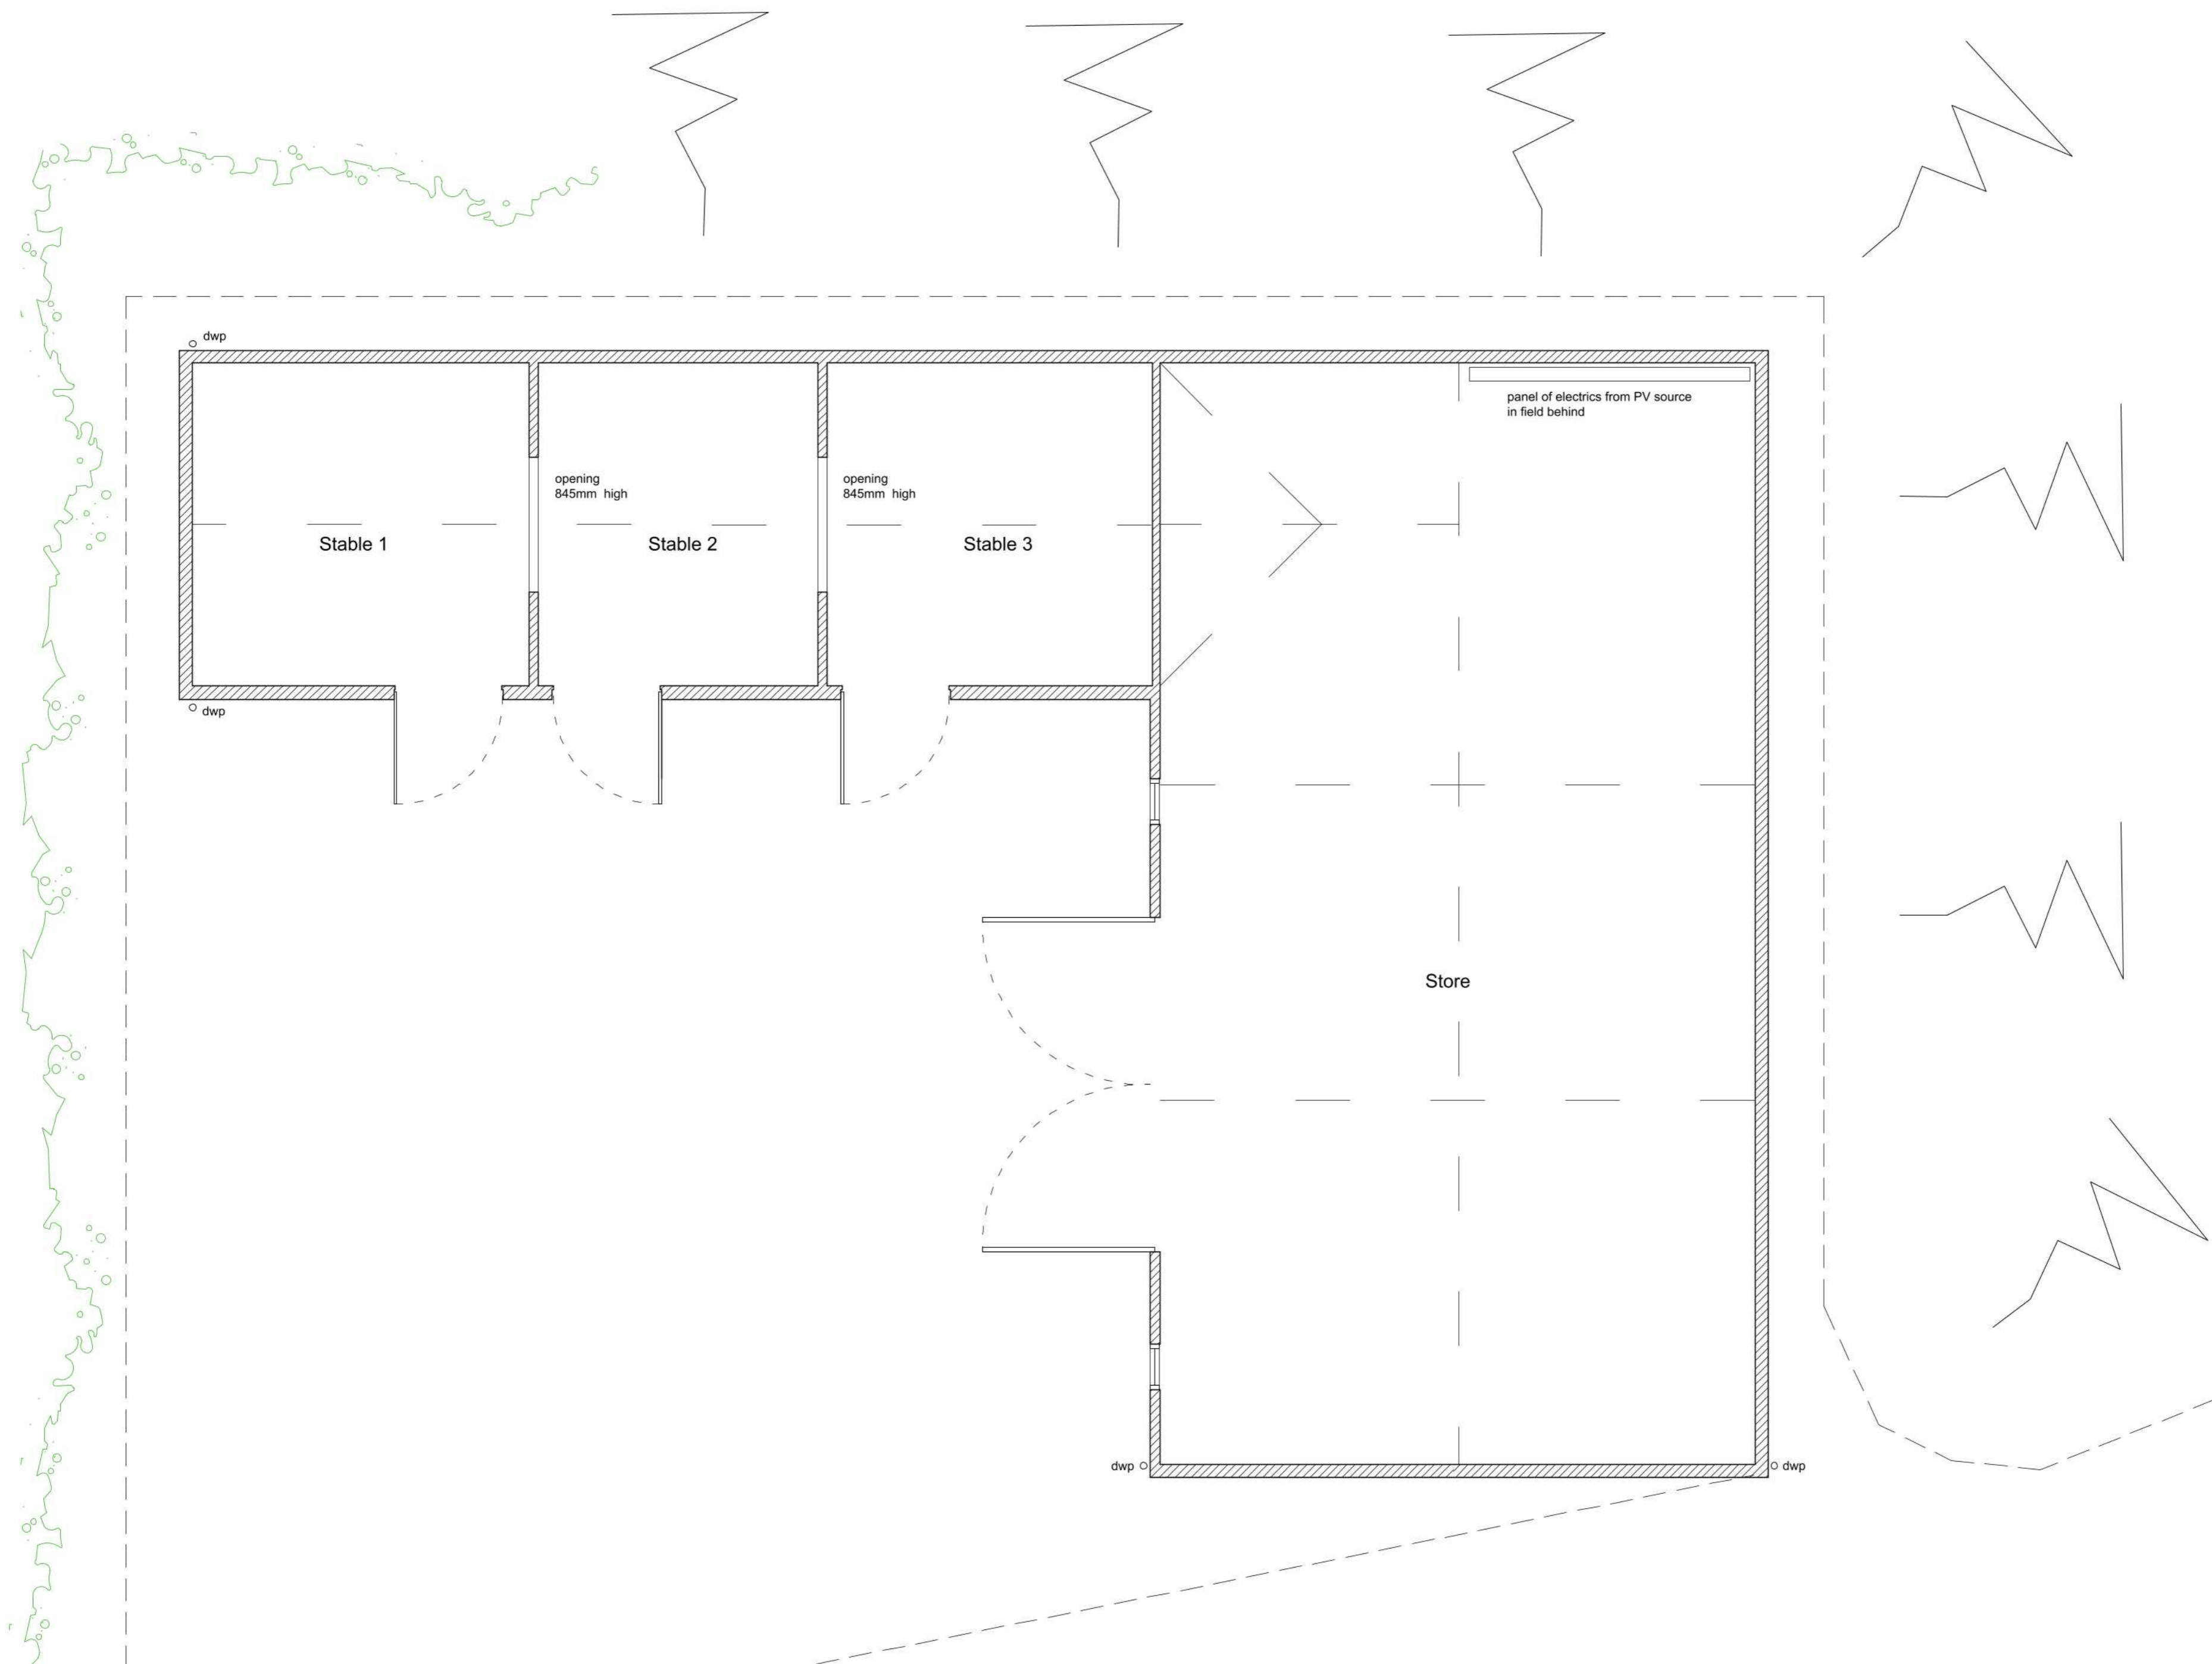 dwp
panel of electrics from PV source
in field behind
opening
845mm high
opening
845mm high
Stable 1
Stable 2
Stable 3
dwp
Store
dwp
dwp